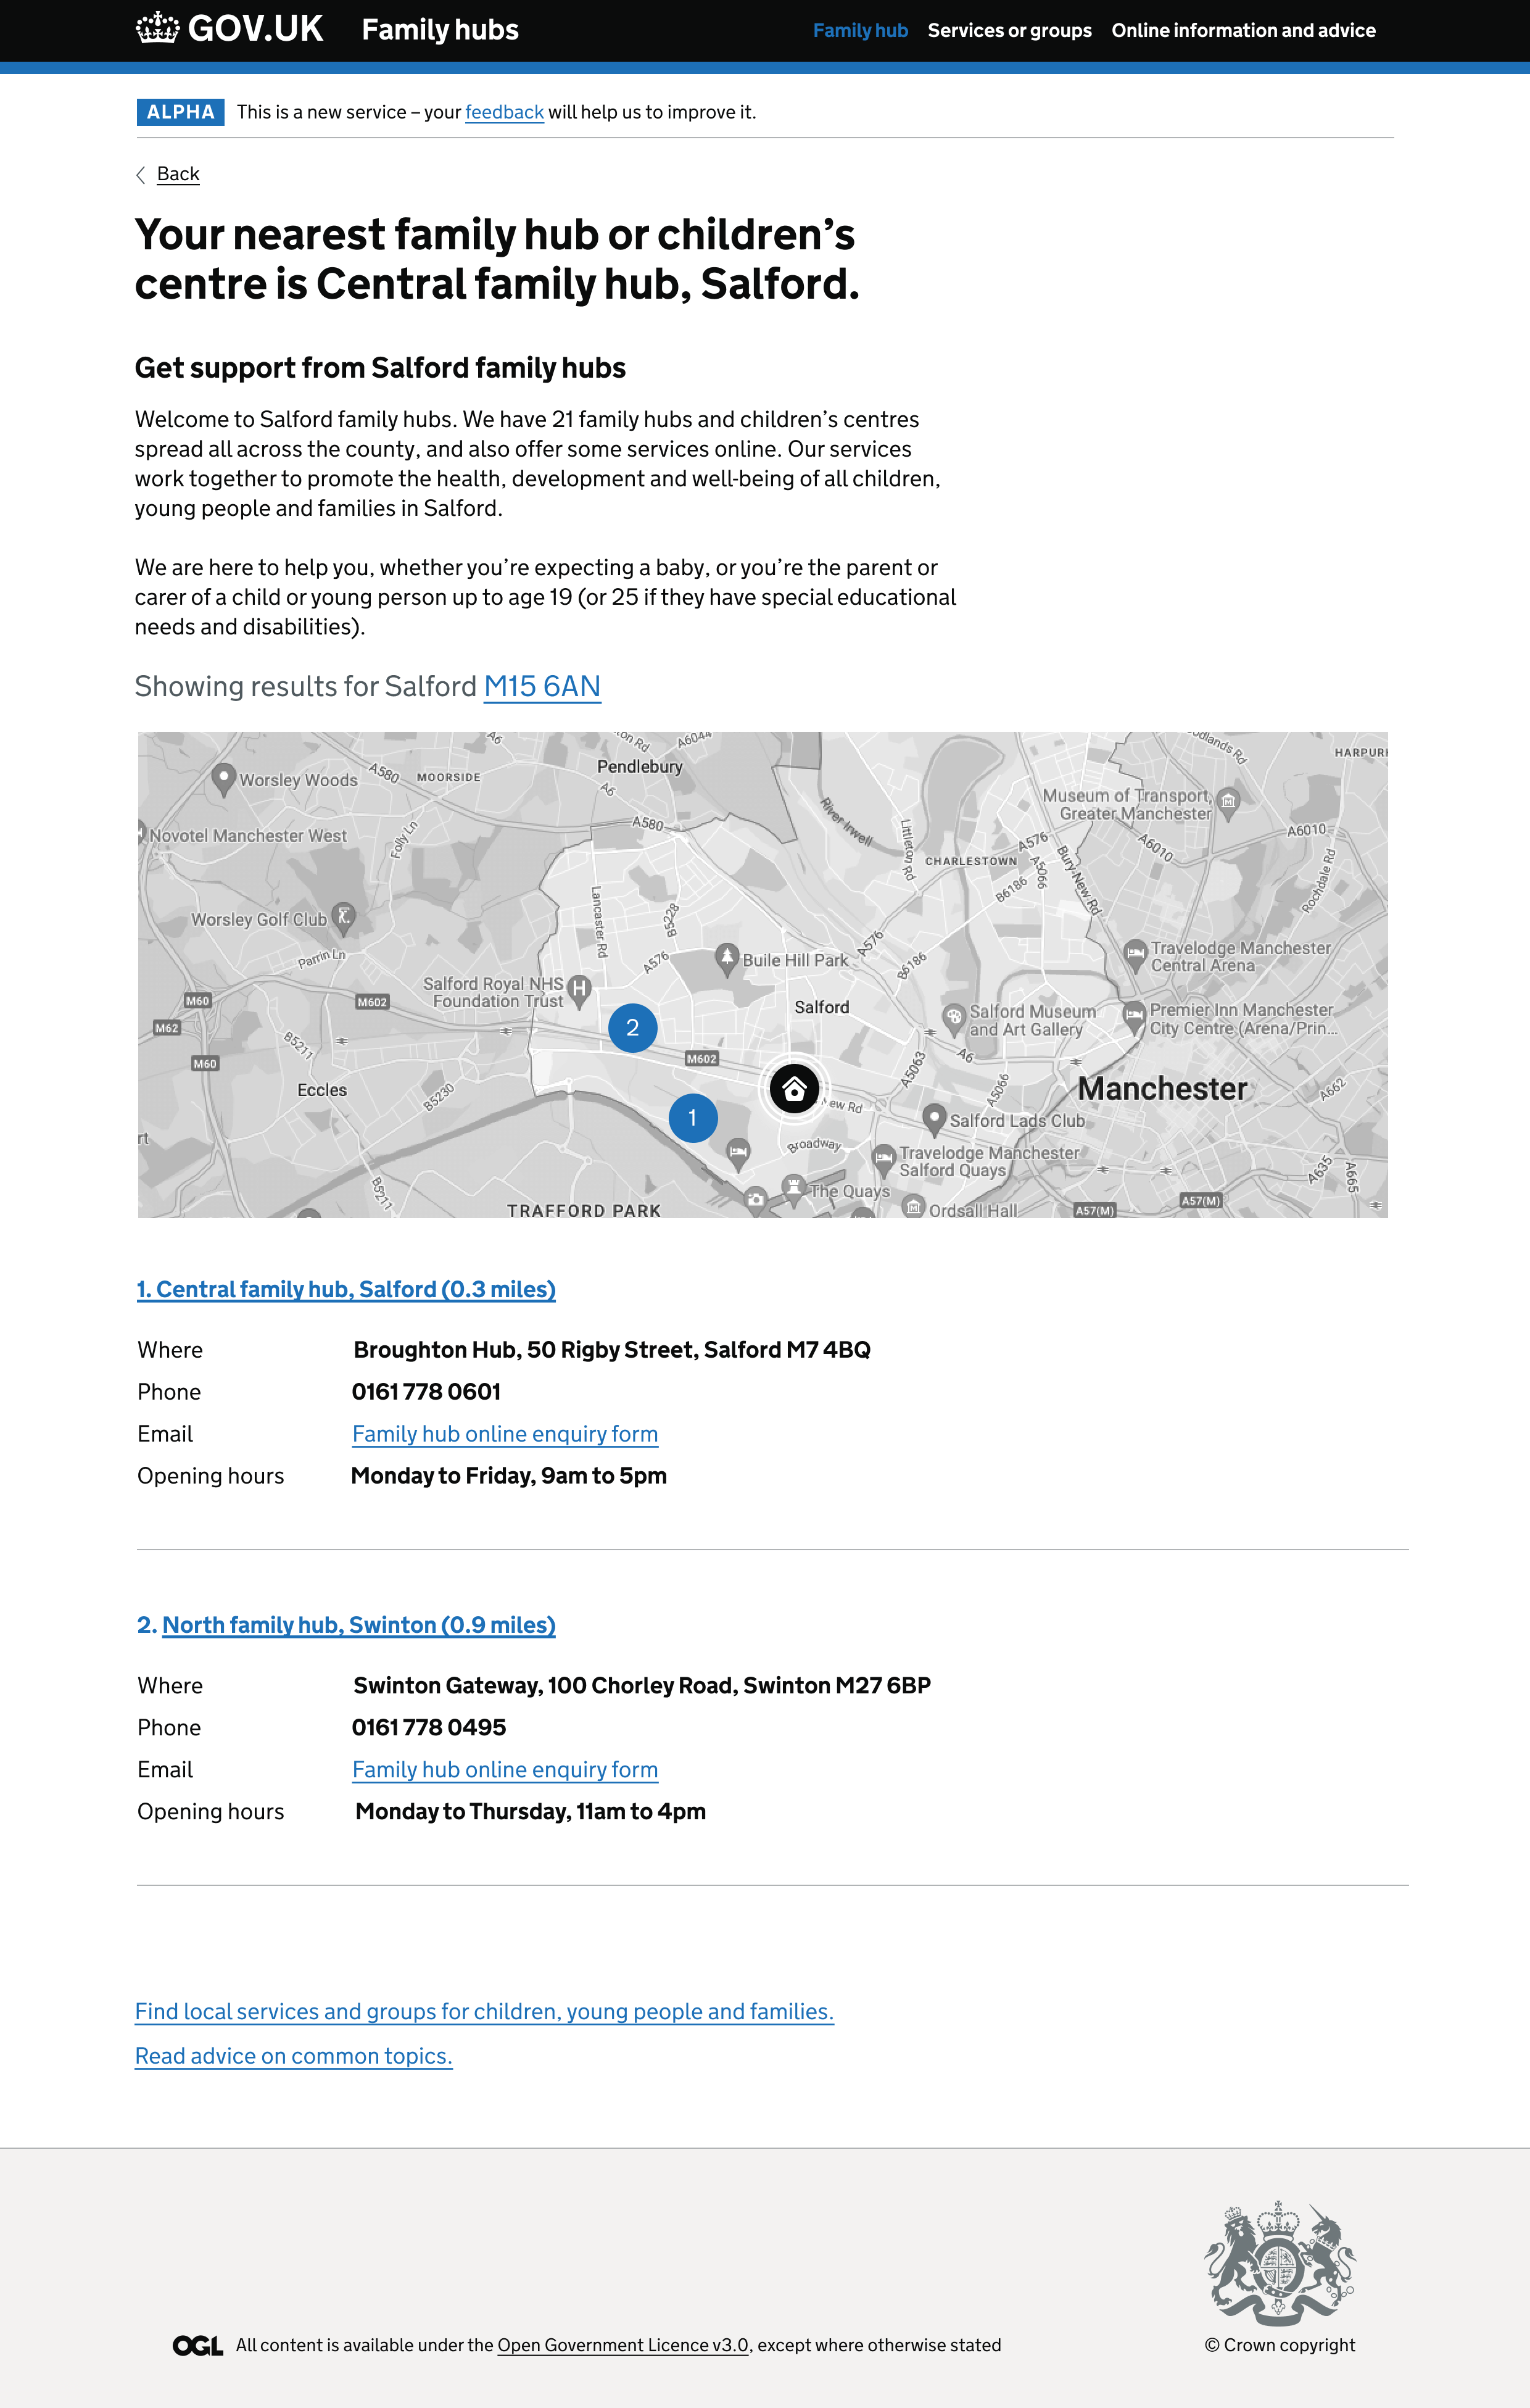 GOV.UK Family hubs Family hub Services or groups Online information and advice
ALPHA This is a new service – your feedback will help us to improve it.
Back
Your nearest family hub or children’s
centre is Central family hub, Salford.
Get support from Salford family hubs
Welcome to Salford family hubs. We have 21 family hubs and children’s centres
spread all across the county, and also offer some services online. Our services
work together to promote the health, development and well-being of all children,
young people and families in Salford.
We are here to help you, whether you’re expecting a baby, or you’re the parent or
carer of a child or young person up to age 19 (or 25 if they have special educational
needs and disabilities).
Showing results for Salford M15 6AN
A6
ton Rd
A6044
HARPURH
Pendlebury
A580
MOORSIDE
Worsley Woods
A6
Museum of Transport,
Greater Manchester
River Irwell
Littleton Rd
A580
Novotel Manchester West
Folly Ln
A576
A6010
A6010
CHARLESTOWN
A5066
Bury New Rd
B6186
Rochdale Rd
Lancaster Rd
B5228
Worsley Golf Club
Parrin Ln
A576
Buile Hill Park
A576
B6186
Travelodge Manchester
Central Arena
Salford Royal NHS
Foundation Trust
H
M60
M602
Salford
Salford Museum
and Art Gallery
Premier Inn Manchester
City Centre (Arena/Prin...
M62
2
B5211
M60
M602
A6
A5063
Eccles
B5230
Manchester
A5066
A662
ew Rd
1
Salford Lads Club
rt
Broadway
Travelodge Manchester
Salford Quays
A635
A665
B5211
The Quays
TRAFFORD PARK
Ordsall Hall
A57(M)
A57(M)
1. Central family hub, Salford (0.3 miles)
Where Broughton Hub, 50 Rigby Street, Salford M7 4BQ
Phone 0161 778 0601
Email Family hub online enquiry form
Opening hours Monday to Friday, 9am to 5pm
2. North family hub, Swinton (0.9 miles)
Where Swinton Gateway, 100 Chorley Road, Swinton M27 6BP
Phone 0161 778 0495
Email Family hub online enquiry form
Opening hours Monday to Thursday, 11am to 4pm
Find local services and groups for children, young people and families.
Read advice on common topics.
OGL All content is available under the Open Government Licence v3.0, except where otherwise stated
© Crown copyright